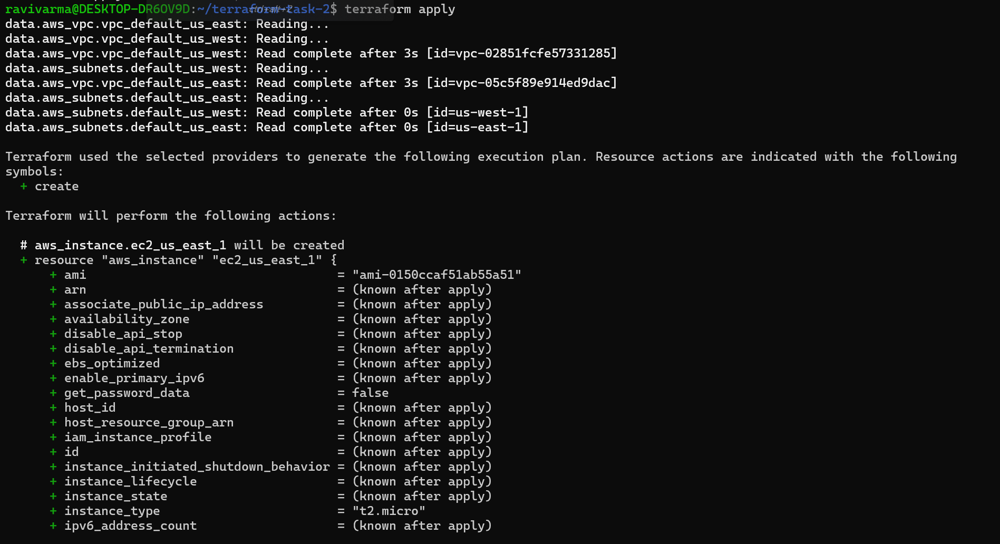 ravivarma@DESKTOP-DR6OV9D:~/terraform-task-2$ terraform apply
ctrl+alt+2
data.aws_vpc.vpc_default_us_east: Reading...
data.aws_vpc.vpc_default_us_west: Reading...
data.aws_vpc.vpc_default_us_west: Read complete after 3s [id=vpc-02851fcfe57331285]
data.aws_subnets.default_us_west: Reading...
data.aws_vpc.vpc_default_us_east: Read complete after 3s [id=vpc-05c5f89e914ed9dac]
data.aws_subnets.default_us_east: Reading...
data.aws_subnets.default_us_west: Read complete after 0s [id=us-west-1]
data.aws_subnets.default_us_east: Read complete after 0s [id=us-east-1]
Terraform used the selected providers to generate the following execution plan. Resource actions are indicated with the following
symbols:
  + create
Terraform will perform the following actions:
  # aws_instance.ec2_us_east_1 will be created
  + resource "aws_instance" "ec2_us_east_1" {
      + ami                                  = "ami-0150ccaf51ab55a51"
      + arn                                  = (known after apply)
      + associate_public_ip_address          = (known after apply)
      + availability_zone                    = (known after apply)
      + disable_api_stop                     = (known after apply)
      + disable_api_termination              = (known after apply)
      + ebs_optimized                        = (known after apply)
      + enable_primary_ipv6                  = (known after apply)
      + get_password_data                    = false
      + host_id                              = (known after apply)
      + host_resource_group_arn              = (known after apply)
      + iam_instance_profile                 = (known after apply)
      + id                                   = (known after apply)
      + instance_initiated_shutdown_behavior = (known after apply)
      + instance_lifecycle                   = (known after apply)
      + instance_state                       = (known after apply)
      + instance_type                        = "t2.micro"
      + ipv6_address_count                   = (known after apply)